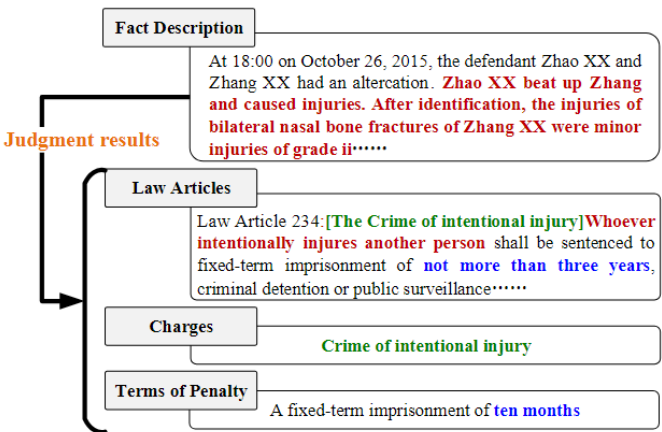 Fact Description
At 18:00 on October 26, 2015, the defendant Zhao XX and
Zhang XX had an altercation. Zhao XX beat up Zhang
and caused injuries. After identification, the injuries of
bilateral nasal bone fractures of Zhang XX were minor
injuries of grade ii······
Judgment results
Law Articles
Law Article 234:[The Crime of intentional injury]Whoever
intentionally injures another person shall be sentenced to
fixed-term imprisonment of not more than three years,
criminal detention or public surveillance······
Charges
Crime of intentional injury
Terms of Penalty
A fixed-term imprisonment of ten months